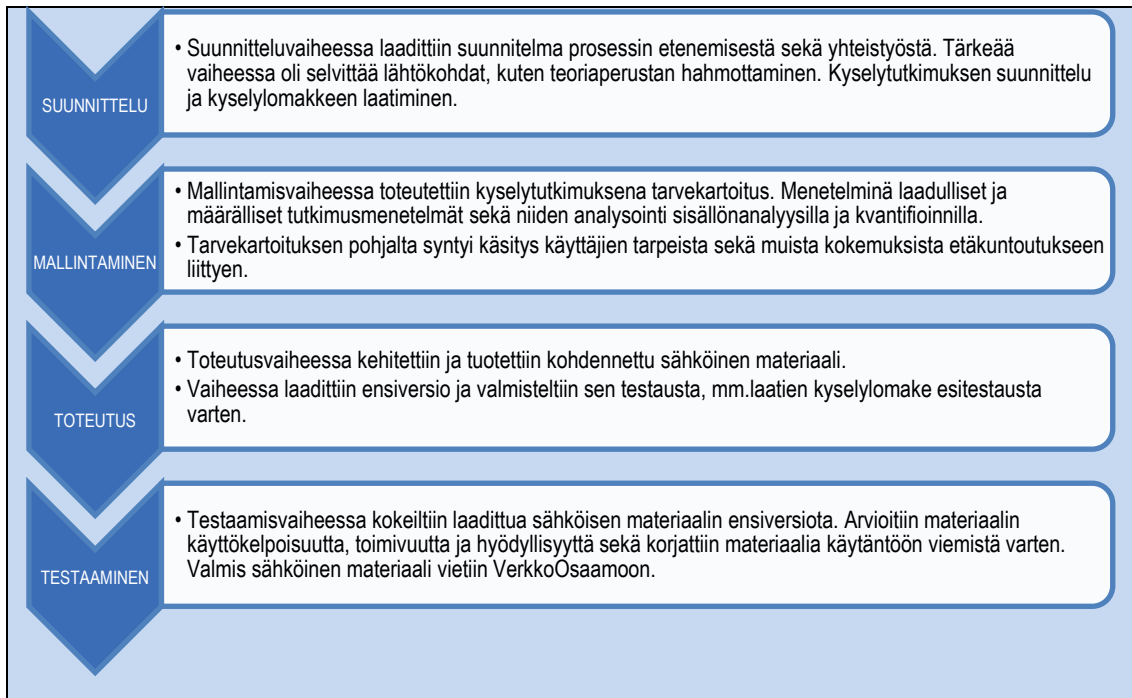 SUUNNITTELU
• Suunnitteluvaiheessa laadittiin suunnitelma prosessin etenemisestä sekä yhteistyöstä. Tärkeää
vaiheessa oli selvittää lähtökohdat, kuten teoriaperustan hahmottaminen. Kyselytutkimuksen suunnittelu
ja kyselylomakkeen laatiminen.
MALLINTAMINEN
• Mallintamisvaiheessa toteutettiin kyselytutkimuksena tarvekartoitus. Menetelminä laadulliset ja
määrälliset tutkimusmenetelmät sekä niiden analysointi sisällönanalyysilla ja kvantifioinnilla.
• Tarvekartoituksen pohjalta syntyi käsitys käyttäjien tarpeista sekä muista kokemuksista etäkuntoutukseen
liittyen.
TOTEUTUS
• Toteutusvaiheessa kehitettiin ja tuotettiin kohdennettu sähköinen materiaali.
• Vaiheessa laadittiin ensiversio ja valmisteltiin sen testausta, mm.laatien kyselylomake esitestausta
varten.
TESTAAMINEN
• Testaamisvaiheessa kokeiltiin laadittua sähköisen materiaalin ensiversiota. Arvioitiin materiaalin
käyttökelpoisuutta, toimivuutta ja hyödyllisyyttä sekä korjattiin materiaalia käytäntöön viemistä varten.
Valmis sähköinen materiaali vietiin VerkkoOsaamoon.